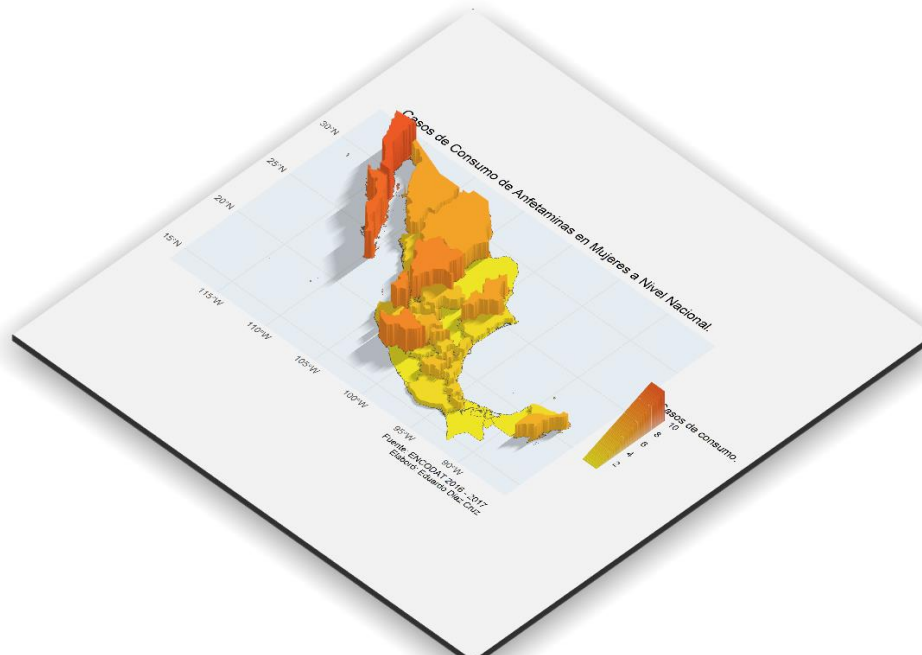 Casos de Consumo de Anfetaminas en Mujeres a Nivel Nacional.
30°N
25°N
20°N
15°N
115°W
110°W
105°W
100°W
95°W
90°W
Casos de consumo.
10
8
6
4
2
Fuente: ENCODAT 2016 - 2017
Elaboró: Eduardo Díaz Cruz